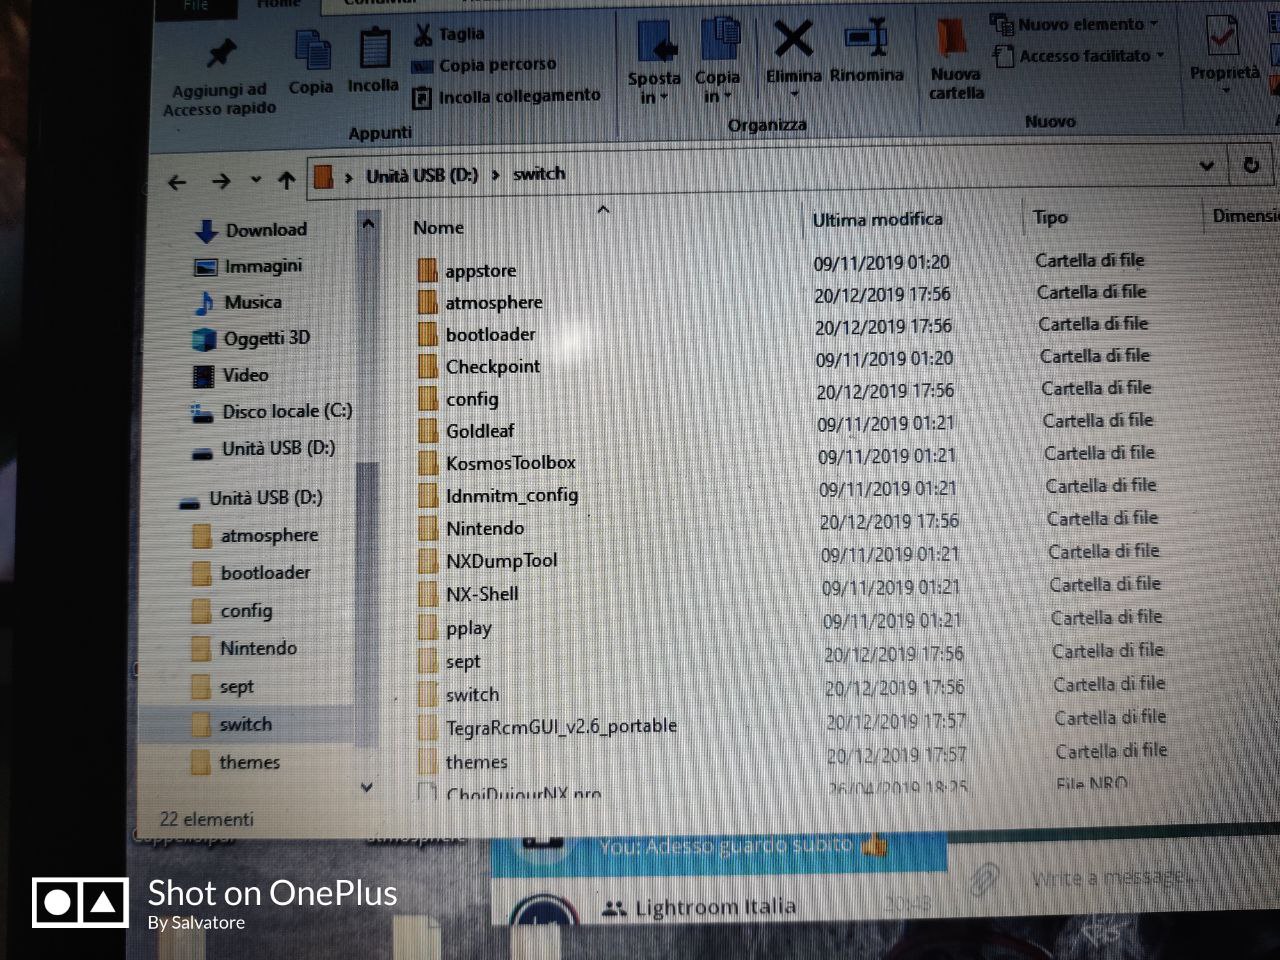 File
Home
Taglia
Copia percorso
Incolla collegamento
Aggiungi ad
Accesso rapido
Copia
Incolla
Appunti
Sposta
in
Copia
in
Elimina
Rinomina
Organizza
Nuova
cartella
Nuovo elemento
Accesso facilitato
Nuovo
Proprietà
Unità USB (D:)
switch
Download
Immagini
Musica
Oggetti 3D
Video
Disco locale (C:)
Unità USB (D:)
Unità USB (D:)
atmosphere
bootloader
config
Nintendo
sept
switch
themes
22 elementi
Nome Ultima modifica Tipo
appstore 09/11/2019 01:20 Cartella di file
atmosphere 20/12/2019 17:56 Cartella di file
bootloader 20/12/2019 17:56 Cartella di file
Checkpoint 09/11/2019 01:20 Cartella di file
config 20/12/2019 17:56 Cartella di file
Goldleaf 09/11/2019 01:21 Cartella di file
KosmosToolbox 09/11/2019 01:21 Cartella di file
ldnmitm_config 09/11/2019 01:21 Cartella di file
Nintendo 20/12/2019 17:56 Cartella di file
NXDumpTool 09/11/2019 01:21 Cartella di file
NX-Shell 09/11/2019 01:21 Cartella di file
pplay 09/11/2019 01:21 Cartella di file
sept 20/12/2019 17:56 Cartella di file
switch 20/12/2019 17:56 Cartella di file
TegraRcmGUI_v2.6_portable 20/12/2019 17:57 Cartella di file
themes 20/12/2019 17:57 Cartella di file
ChoiDujourNX.nro 26/04/2019 18:25 File NRO
atmosphere
You: Adesso guardo subito 👍
Write a message...
Lightroom Italia
Shot on OnePlus
By Salvatore